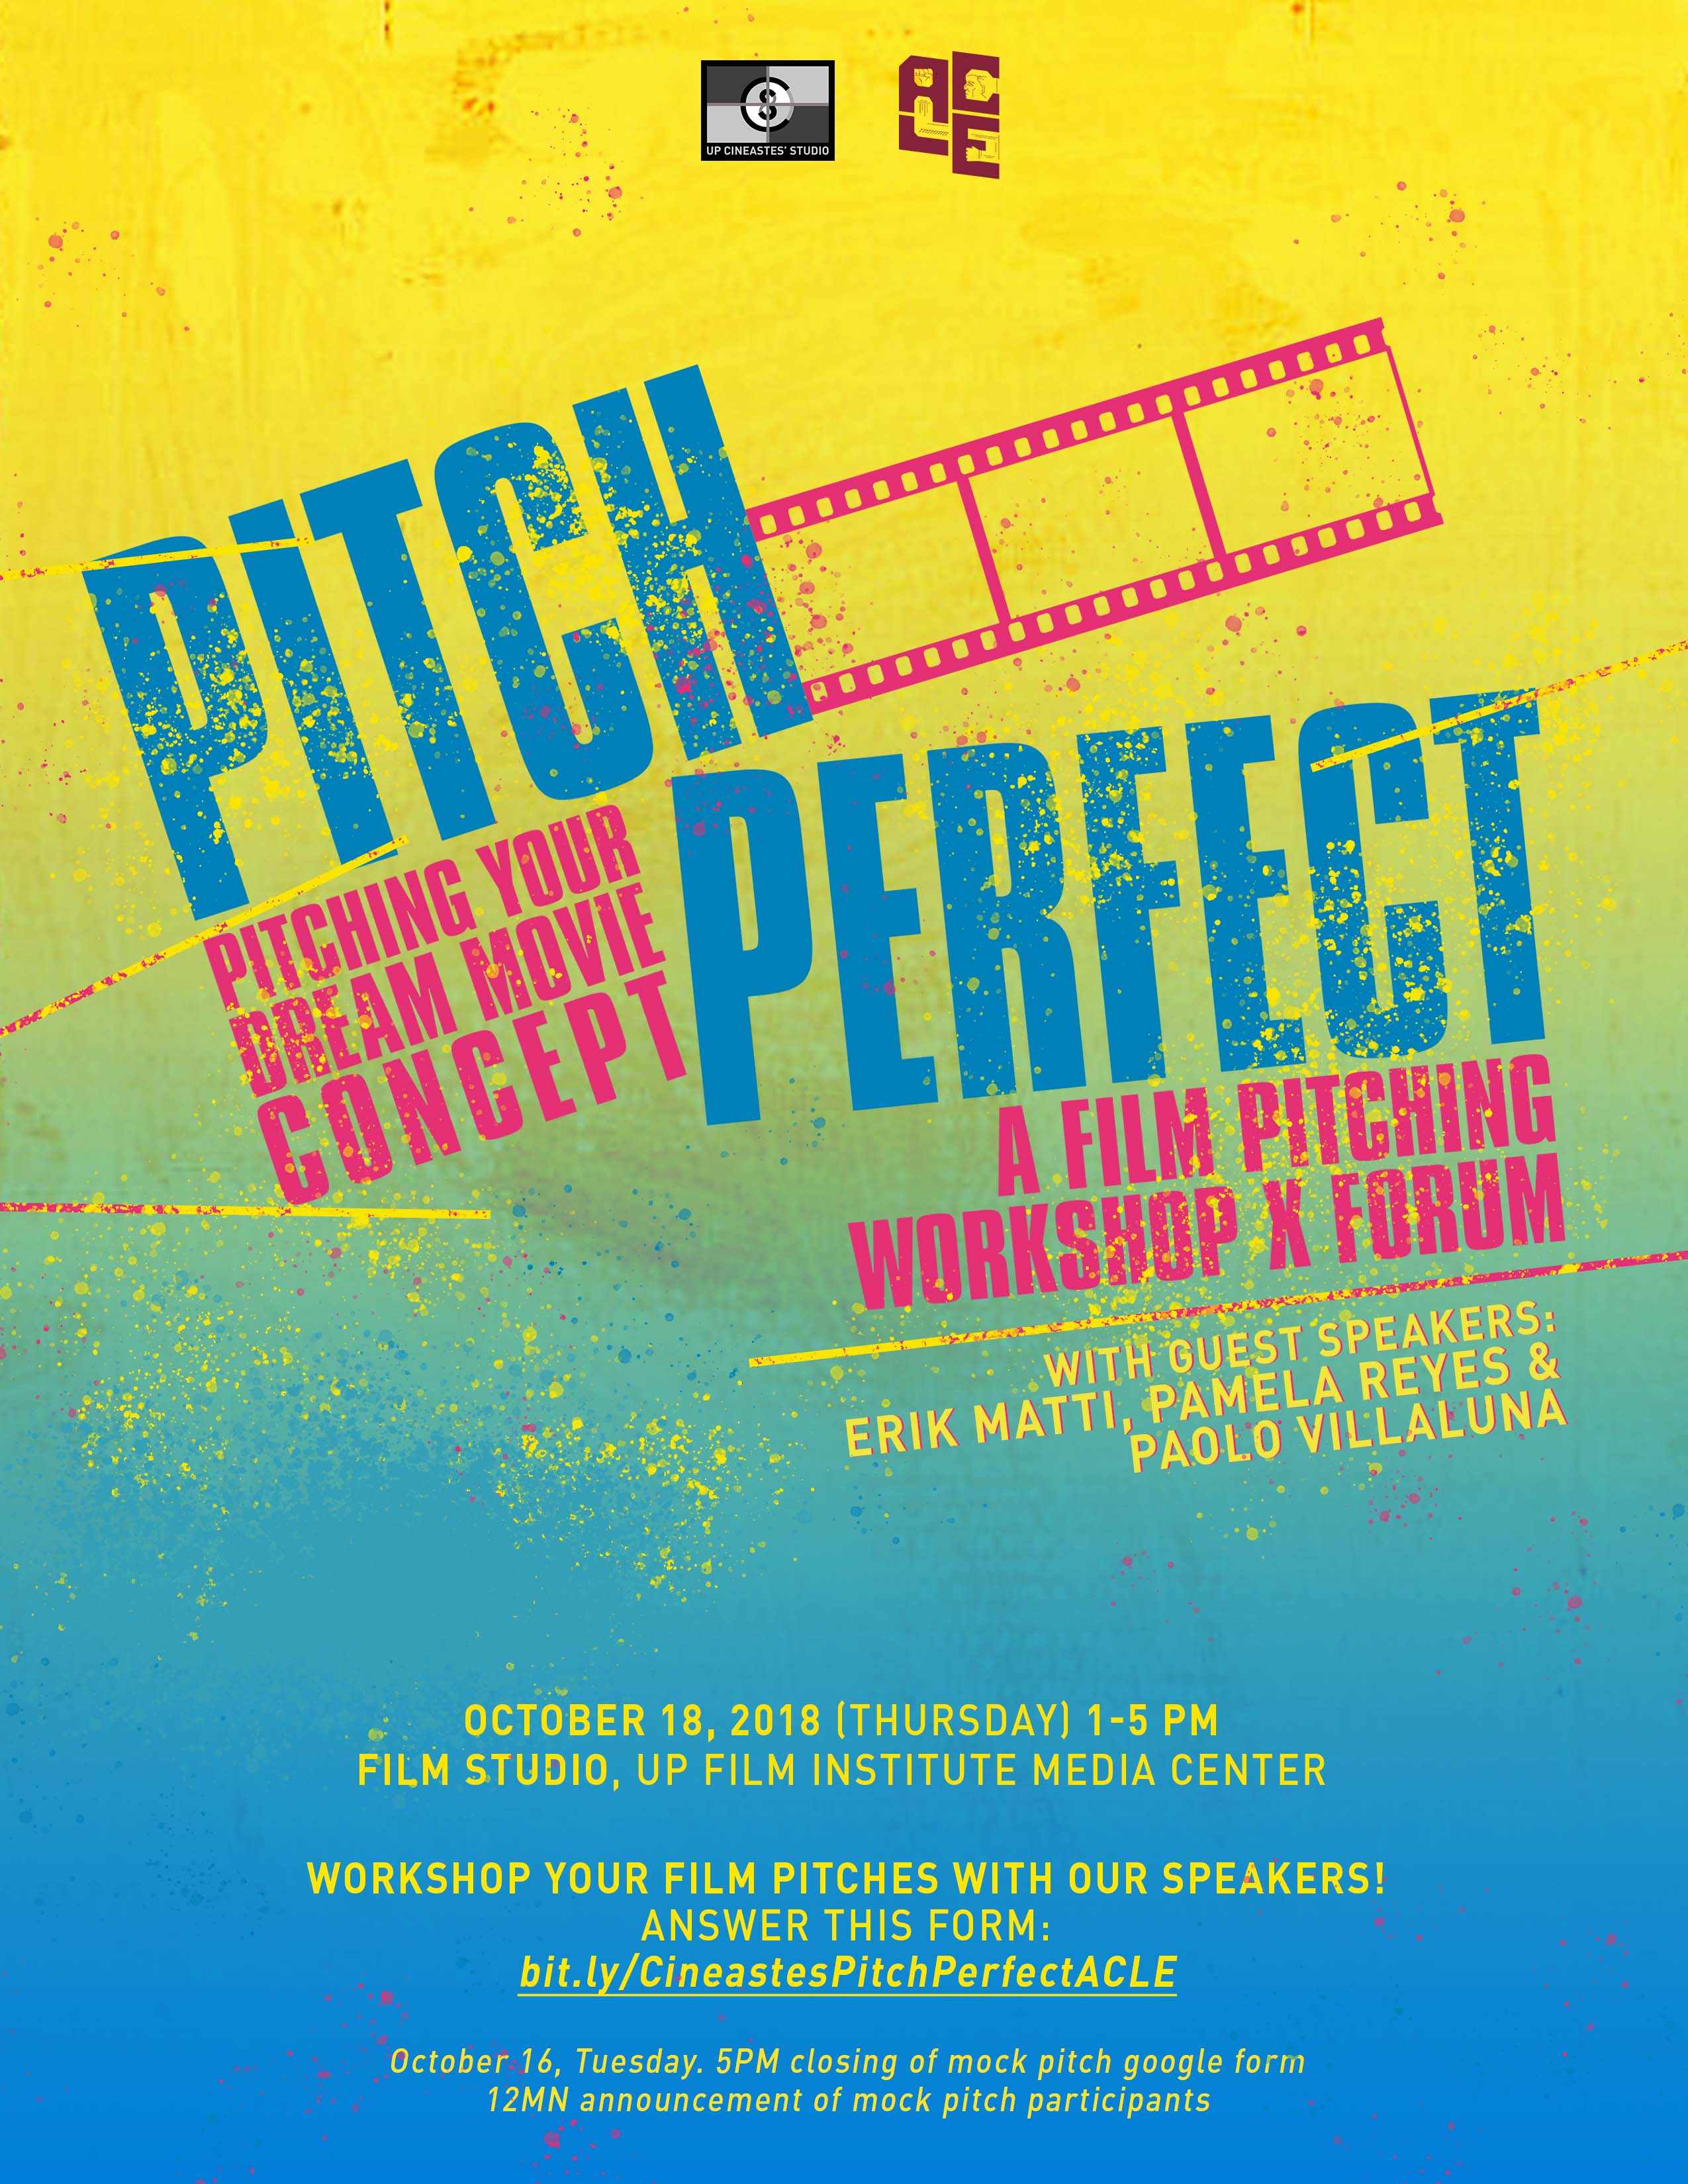 UP CINEASTES' STUDIO
ACLE
PITCH
PERFECT
PITCHING YOUR
DREAM MOVIE
CONCEPT
A FILM PITCHING
WORKSHOP X FORUM
WITH GUEST SPEAKERS:
ERIK MATTI, PAMELA REYES &
PAOLO VILLALUNA
OCTOBER 18, 2018 (THURSDAY) 1-5 PM
FILM STUDIO, UP FILM INSTITUTE MEDIA CENTER
WORKSHOP YOUR FILM PITCHES WITH OUR SPEAKERS!
ANSWER THIS FORM:
bit.ly/CineastesPitchPerfectACLE
October 16, Tuesday. 5PM closing of mock pitch google form
12MN announcement of mock pitch participants